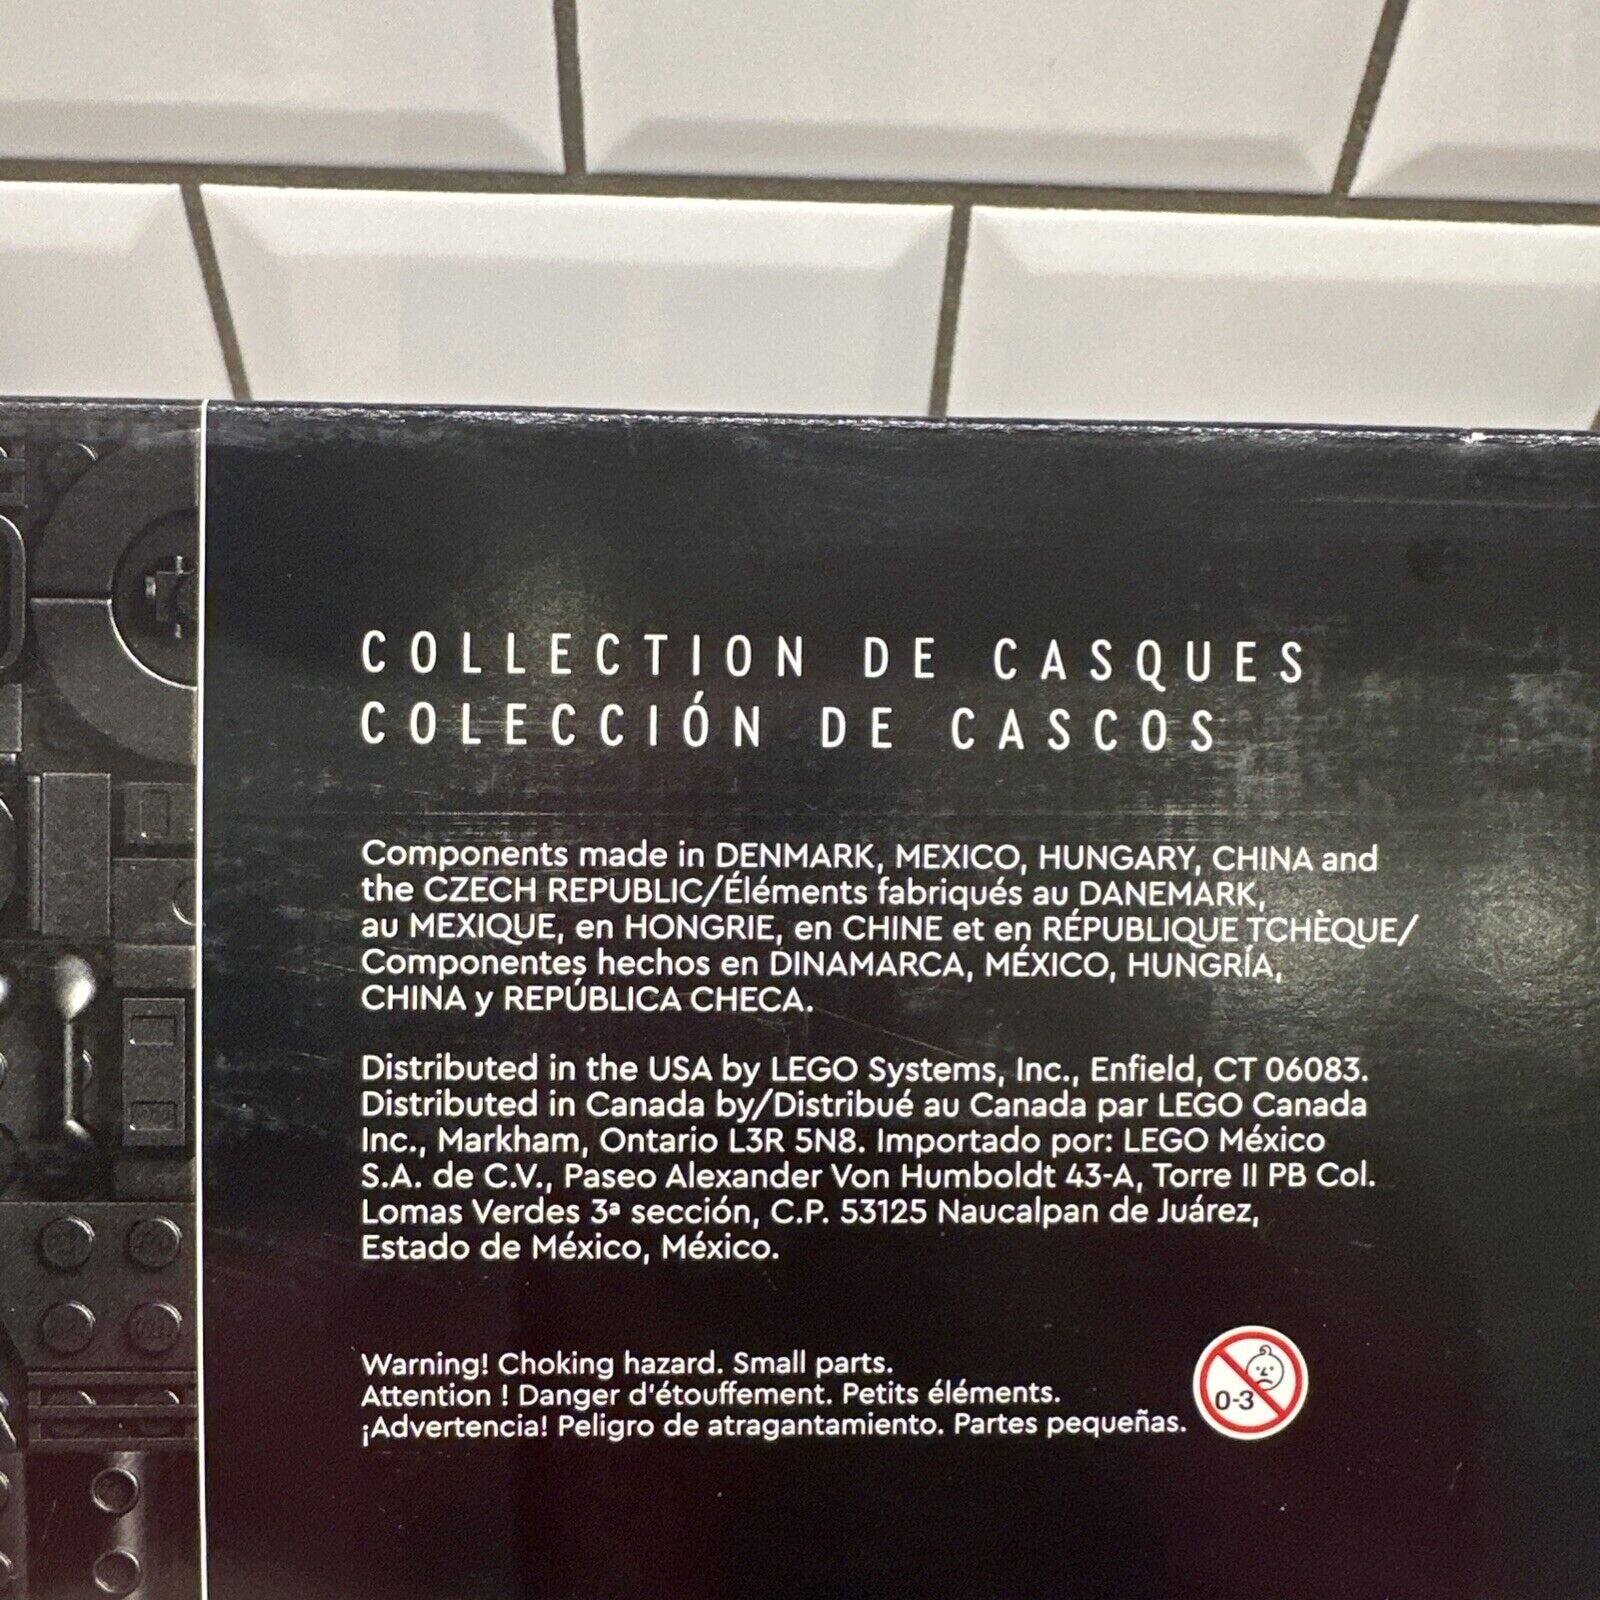 COLLECTION DE CASQUES
COLECCIÓN DE CASCOS
Components made in DENMARK, MEXICO, HUNGARY, CHINA and
the CZECH REPUBLIC/Éléments fabriqués au DANEMARK,
au MEXIQUE, en HONGRIE, en CHINE et en RÉPUBLIQUE TCHÈQUE/
Componentes hechos en DINAMARCA, MÉXICO, HUNGRÍA,
CHINA y REPÚBLICA CHECA.
Distributed in the USA by LEGO Systems, Inc., Enfield, CT 06083.
Distributed in Canada by/Distribué au Canada par LEGO Canada
Inc., Markham, Ontario L3R 5N8. Importado por: LEGO México
S.A. de C.V., Paseo Alexander Von Humboldt 43-A, Torre II PB Col.
Lomas Verdes 3ª sección, C.P. 53125 Naucalpan de Juárez,
Estado de México, México.
Warning! Choking hazard. Small parts.
Attention ! Danger d'étouffement. Petits éléments.
¡Advertencia! Peligro de atragantamiento. Partes pequeñas.
0-3